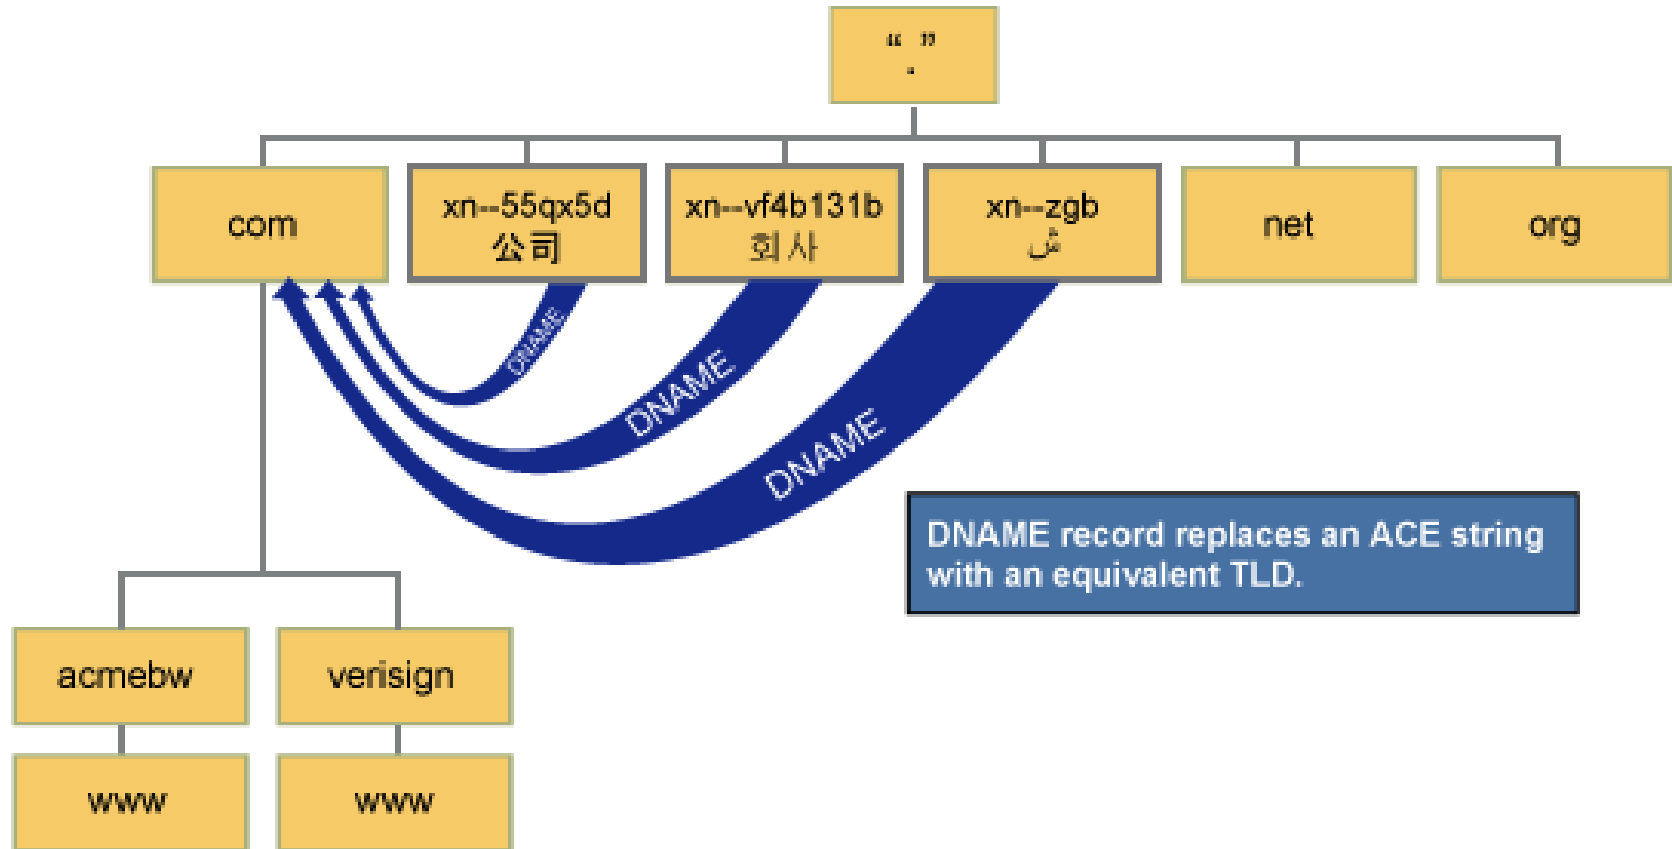 “.”
com
xn--55qx5d
公司
xn--vf4b131b
회사
xn--zgb
ش
net
org
DNAME
DNAME
DNAME
DNAME record replaces an ACE string
with an equivalent TLD.
acmebw
verisign
www
www